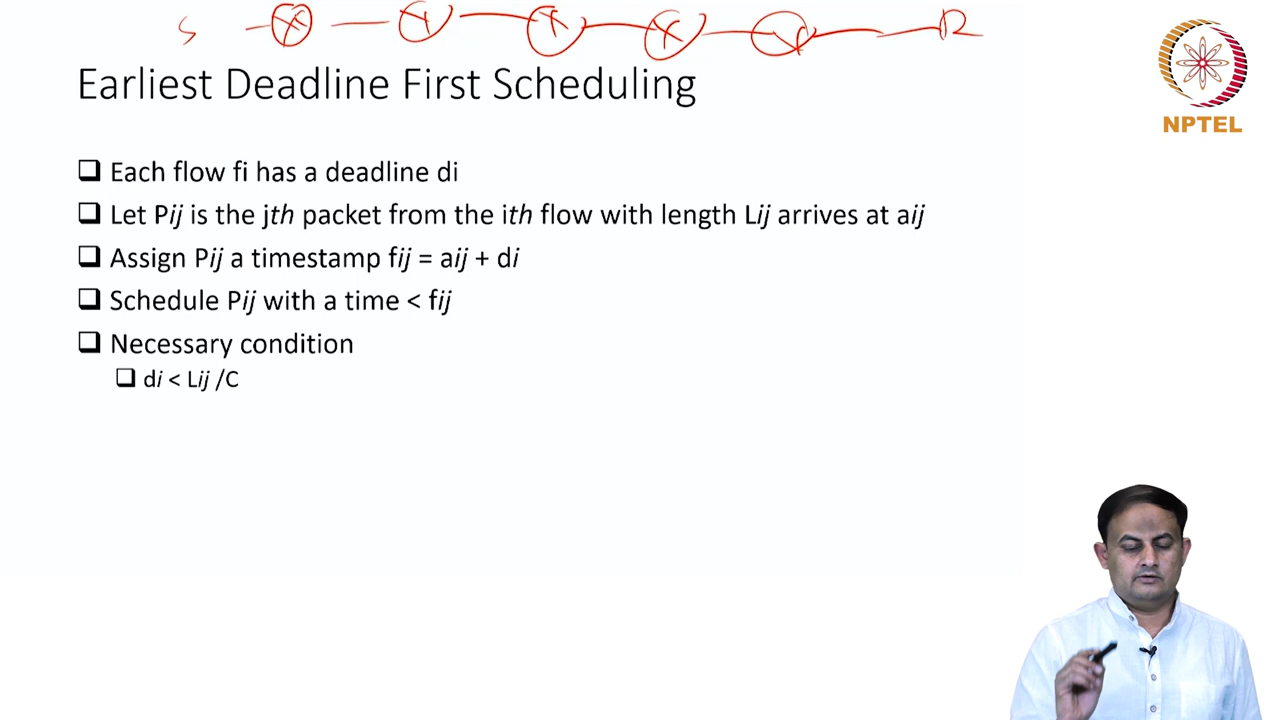 S R
Earliest Deadline First Scheduling
NPTEL
Each flow fi has a deadline di
Let Pij is the jth packet from the ith flow with length Lij arrives at aij
Assign Pij a timestamp fij = aij + di
Schedule Pij with a time < fij
Necessary condition
di < Lij /C